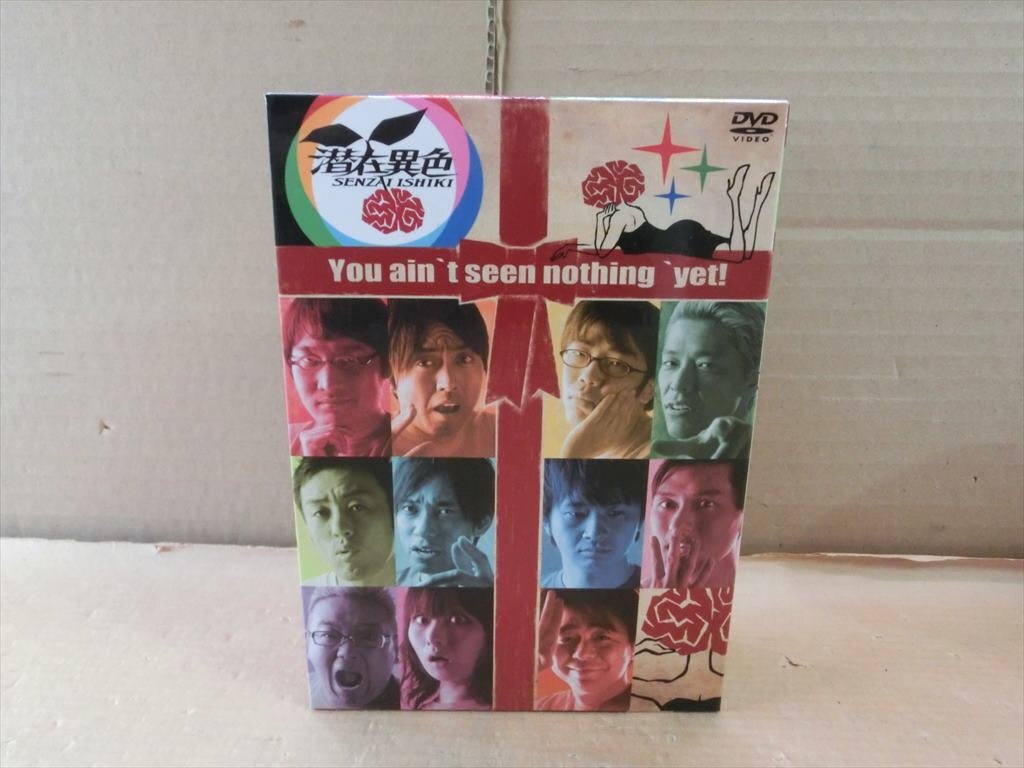 潜在異色
SENZAI ISHIKI
DVD
VIDEO
You ain`t seen nothing `yet!